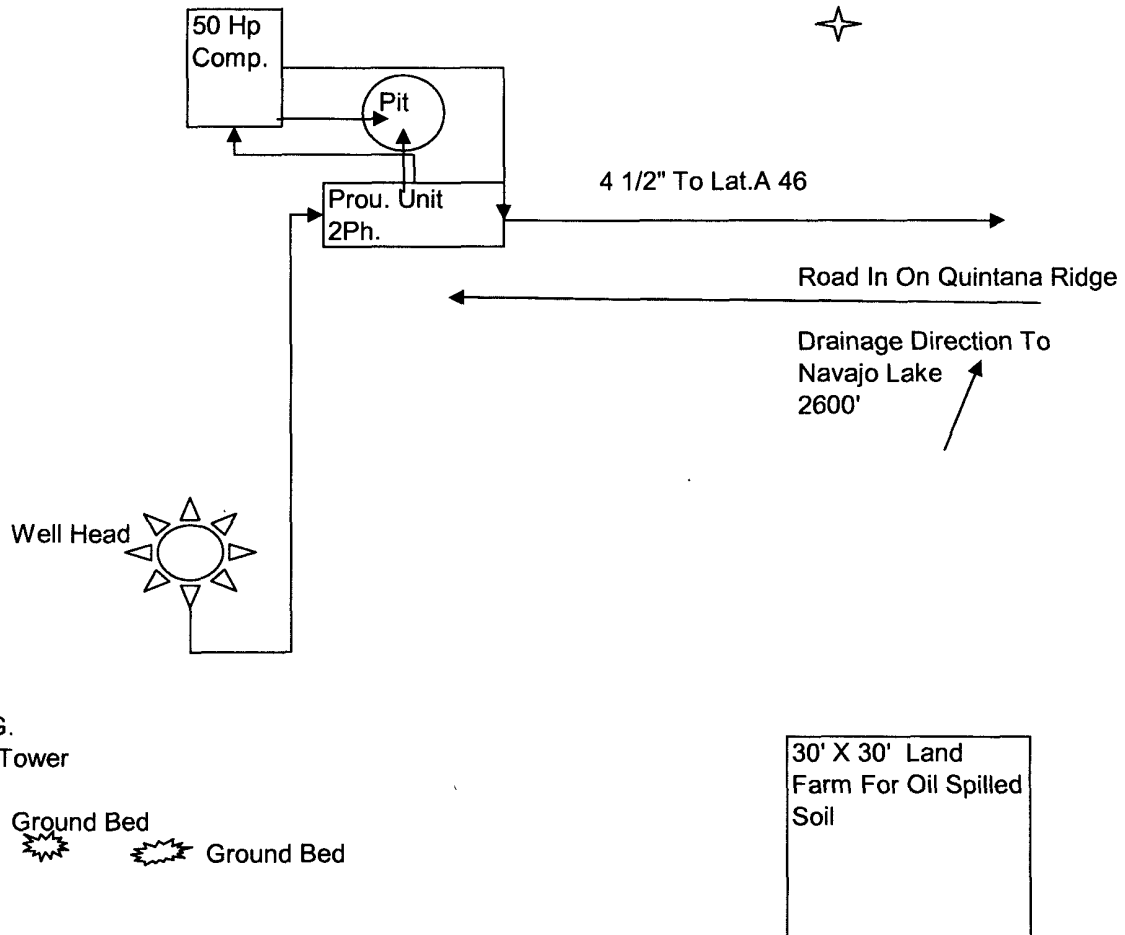 50 Hp
Comp.
Pit
Prou. Unit
2Ph.
4 1/2" To Lat.A 46
Road In On Quintana Ridge
Drainage Direction To
Navajo Lake
2600'
Well Head
G.
Tower
Ground Bed
Ground Bed
30' X 30' Land
Farm For Oil Spilled
Soil